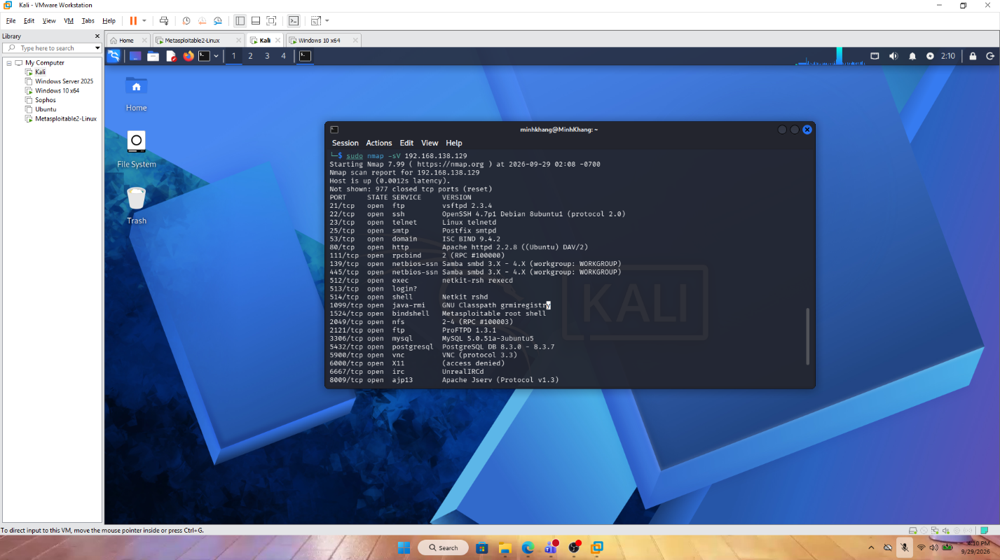 Kali - VMware Workstation
File Edit View VM Tabs Help
Library
Type here to search
My Computer
Kali
Windows Server 2025
Windows 10 x64
Sophos
Ubuntu
Metasploitable2-Linux
Home Metasploitable2-Linux Kali Windows 10 x64
1 2 3 4
2:10
Home
File System
Trash
minhkhang@MinhKhang: ~
Session Actions Edit View Help
└─$ sudo nmap -sV 192.168.138.129
Starting Nmap 7.99 ( https://nmap.org ) at 2026-09-29 02:08 -0700
Nmap scan report for 192.168.138.129
Host is up (0.0012s latency).
Not shown: 977 closed tcp ports (reset)
PORT STATE SERVICE VERSION
21/tcp open ftp vsftpd 2.3.4
22/tcp open ssh OpenSSH 4.7p1 Debian 8ubuntu1 (protocol 2.0)
23/tcp open telnet Linux telnetd
25/tcp open smtp Postfix smtpd
53/tcp open domain ISC BIND 9.4.2
80/tcp open http Apache httpd 2.2.8 ((Ubuntu) DAV/2)
111/tcp open rpcbind 2 (RPC #100000)
139/tcp open netbios-ssn Samba smbd 3.X - 4.X (workgroup: WORKGROUP)
445/tcp open netbios-ssn Samba smbd 3.X - 4.X (workgroup: WORKGROUP)
512/tcp open exec netkit-rsh rexecd
513/tcp open login?
514/tcp open shell Netkit rshd
1099/tcp open java-rmi GNU Classpath grmiregistry
1524/tcp open bindshell Metasploitable root shell
2049/tcp open nfs 2-4 (RPC #100003)
2121/tcp open ftp ProFTPD 1.3.1
3306/tcp open mysql MySQL 5.0.51a-3ubuntu5
5432/tcp open postgresql PostgreSQL DB 8.3.0 - 8.3.7
5900/tcp open vnc VNC (protocol 3.3)
6000/tcp open X11 (access denied)
6667/tcp open irc UnrealIRCd
8009/tcp open ajp13 Apache Jserv (Protocol v1.3)
KALI
To direct input to this VM, move the mouse pointer inside or press Ctrl+G.
Search
4:10 PM
9/29/2026